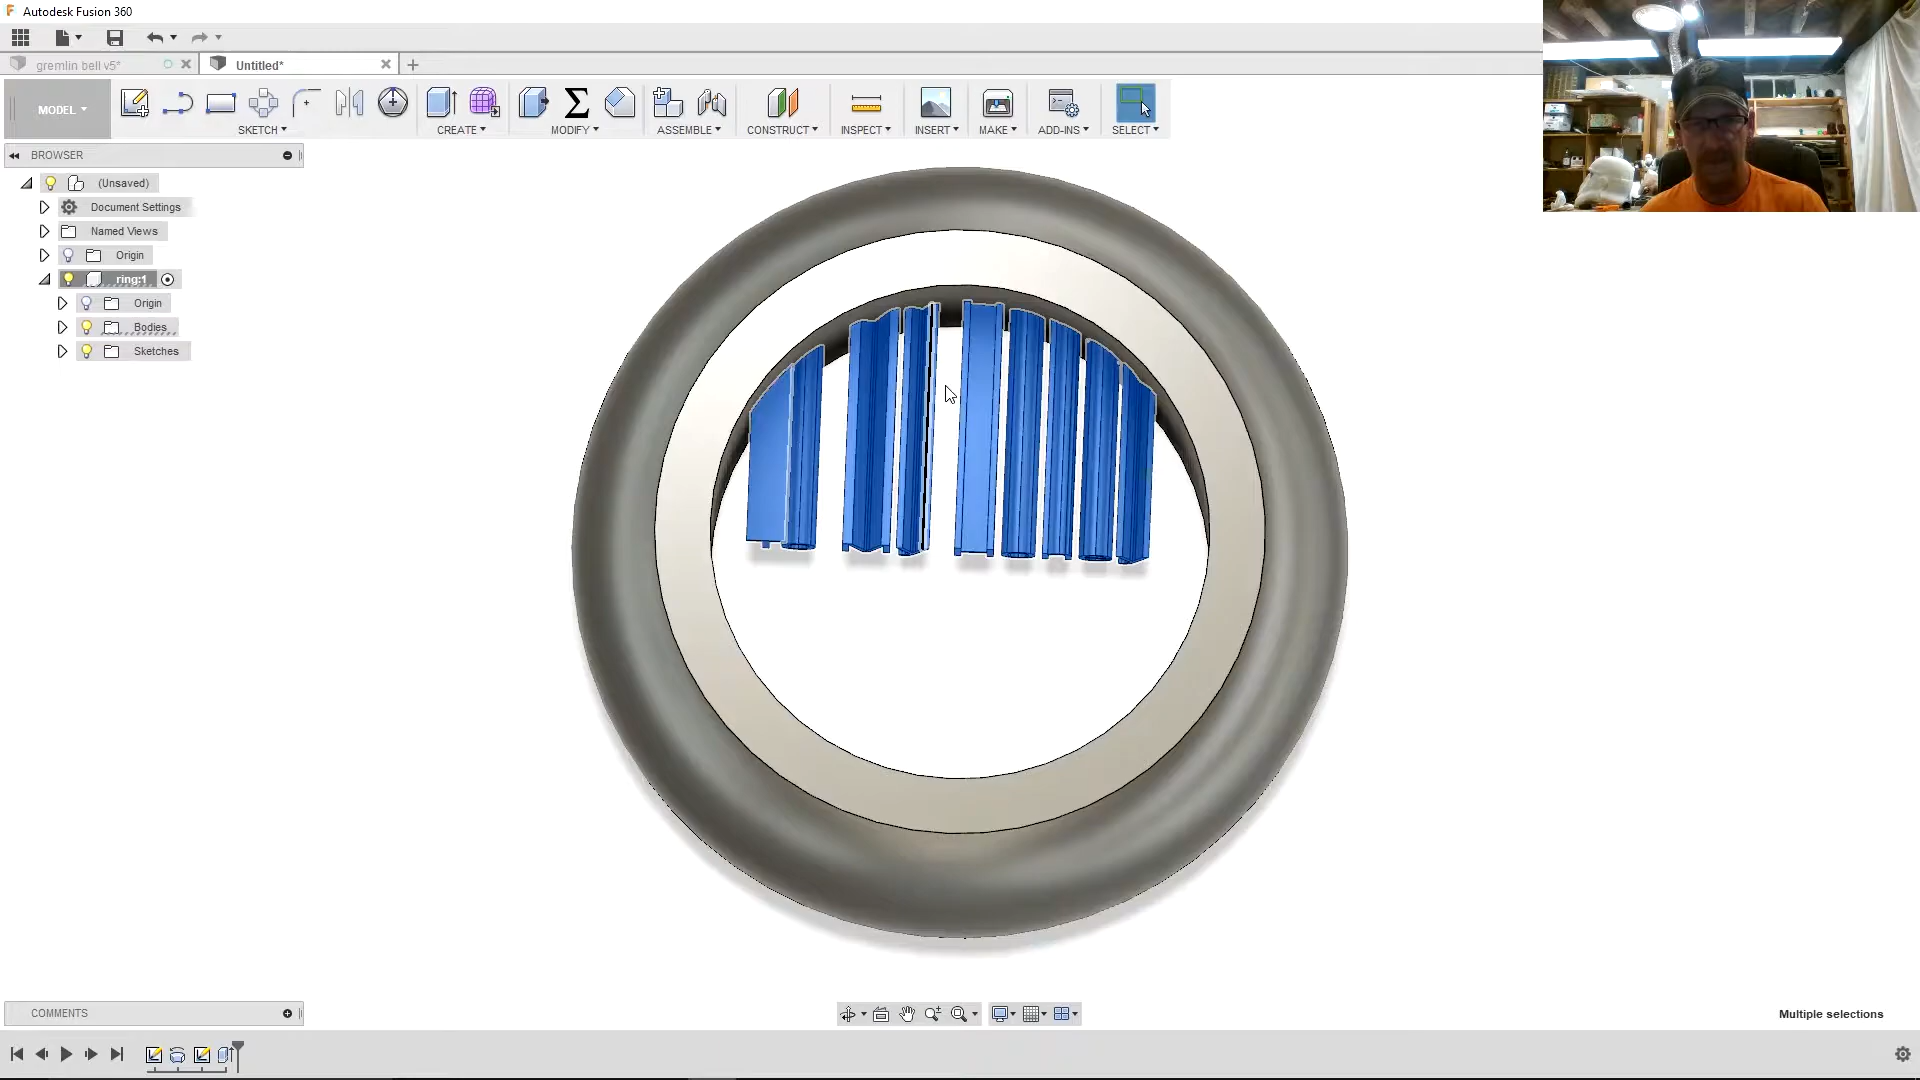 Autodesk Fusion 360
gremlin bell v5*
Untitled*
MODEL
SKETCH
CREATE
MODIFY
ASSEMBLE
CONSTRUCT
INSPECT
INSERT
MAKE
ADD-INS
SELECT
BROWSER
(Unsaved)
Document Settings
Named Views
Origin
ring:1
Origin
Bodies
Sketches
COMMENTS
Multiple selections